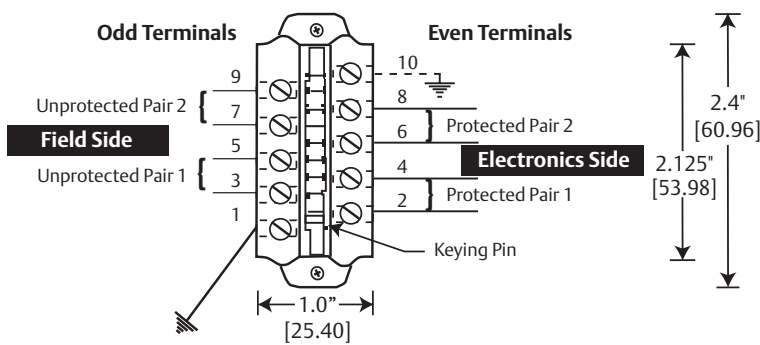 Odd Terminals
Even Terminals
9
10
Unprotected Pair 2 {
7
8
2.4"
[60.96]
Field Side
6
} Protected Pair 2
5
Electronics Side
2.125"
[53.98]
Unprotected Pair 1 {
3
4
} Protected Pair 1
1
2
Keying Pin
1.0”
[25.40]